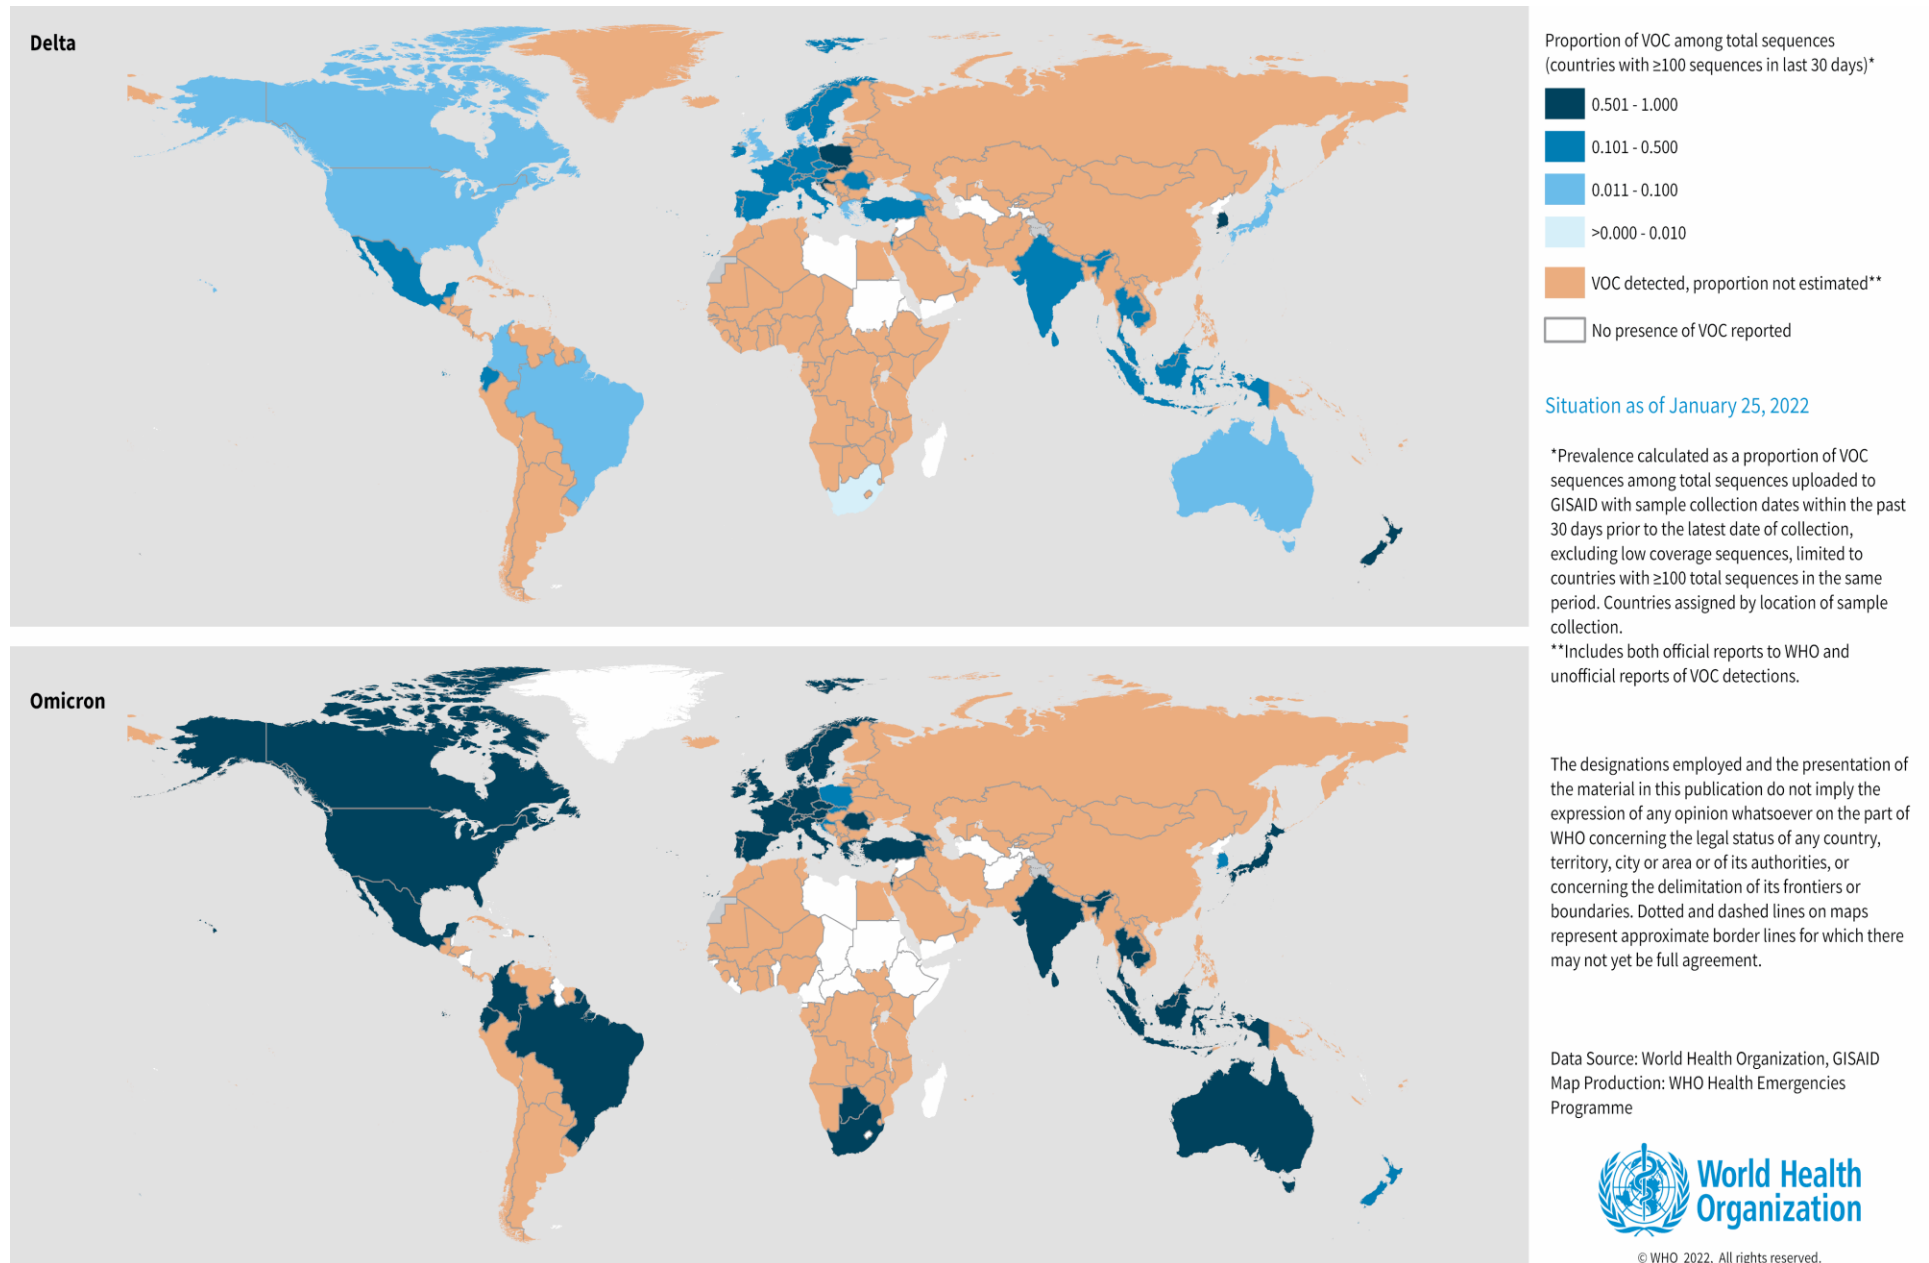 Delta
Proportion of VOC among total sequences
(countries with ≥100 sequences in last 30 days)*
0.501 - 1.000
0.101 - 0.500
0.011 - 0.100
>0.000 - 0.010
VOC detected, proportion not estimated**
No presence of VOC reported
Situation as of January 25, 2022
*Prevalence calculated as a proportion of VOC
sequences among total sequences uploaded to
GISAID with sample collection dates within the past
30 days prior to the latest date of collection,
excluding low coverage sequences, limited to
countries with ≥100 total sequences in the same
period. Countries assigned by location of sample
collection.
**Includes both official reports to WHO and
unofficial reports of VOC detections.
Omicron
The designations employed and the presentation of
the material in this publication do not imply the
expression of any opinion whatsoever on the part of
WHO concerning the legal status of any country,
territory, city or area or of its authorities, or
concerning the delimitation of its frontiers or
boundaries. Dotted and dashed lines on maps
represent approximate border lines for which there
may not yet be full agreement.
Data Source: World Health Organization, GISAID
Map Production: WHO Health Emergencies
Programme
World Health
Organization
© WHO 2022. All rights reserved.